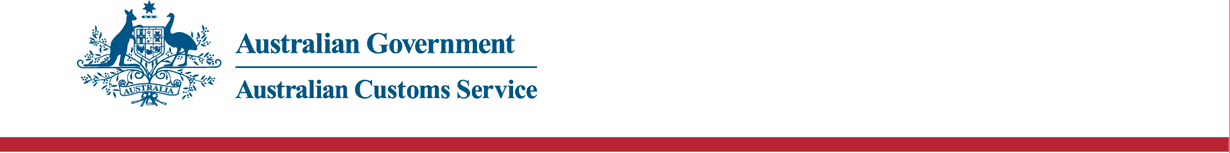 AUSTRALIA
Australian Government
Australian Customs Service